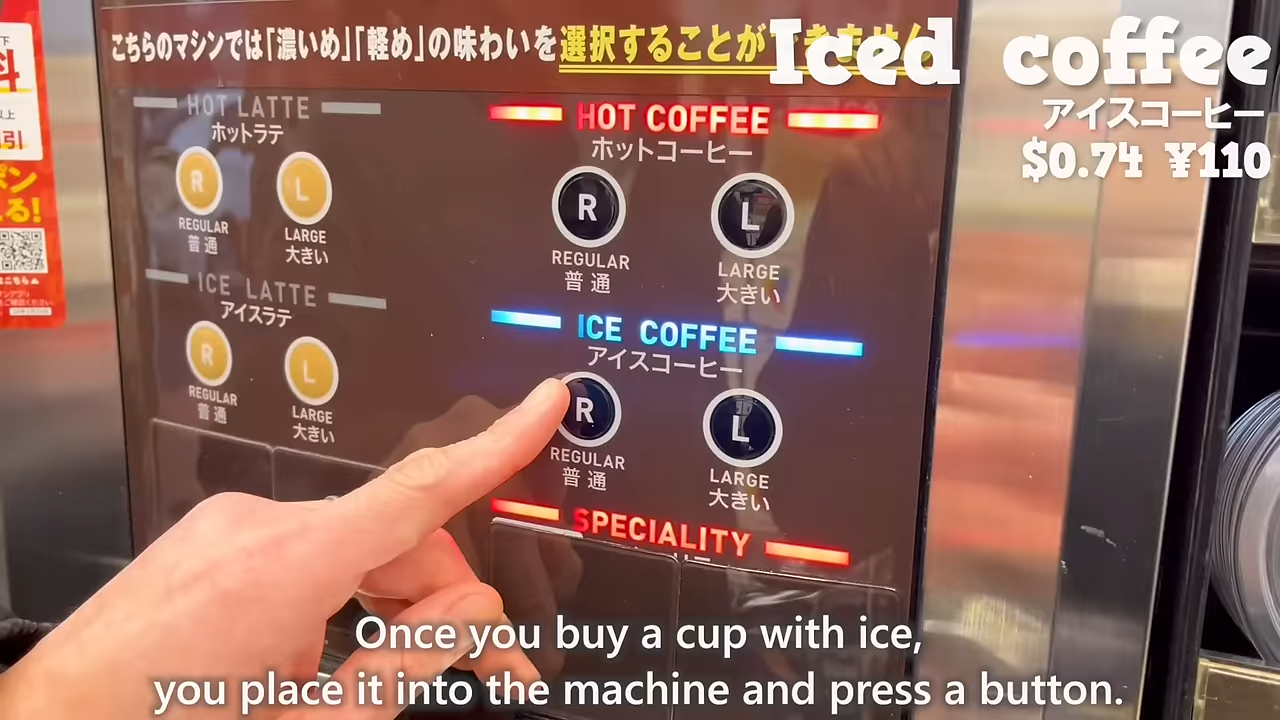 こちらのマシンでは「濃いめ」「軽め」の味わいを選択することができません
Iced coffee
アイスコーヒー
$0.74 ¥110
HOT LATTE
ホットラテ
R
L
REGULAR
普通
LARGE
大きい
ICE LATTE
アイスラテ
R
L
REGULAR
普通
LARGE
大きい
HOT COFFEE
ホットコーヒー
R
L
REGULAR
普通
LARGE
大きい
ICE COFFEE
アイスコーヒー
R
L
REGULAR
普通
LARGE
大きい
SPECIALITY
Once you buy a cup with ice,
you place it into the machine and press a button.